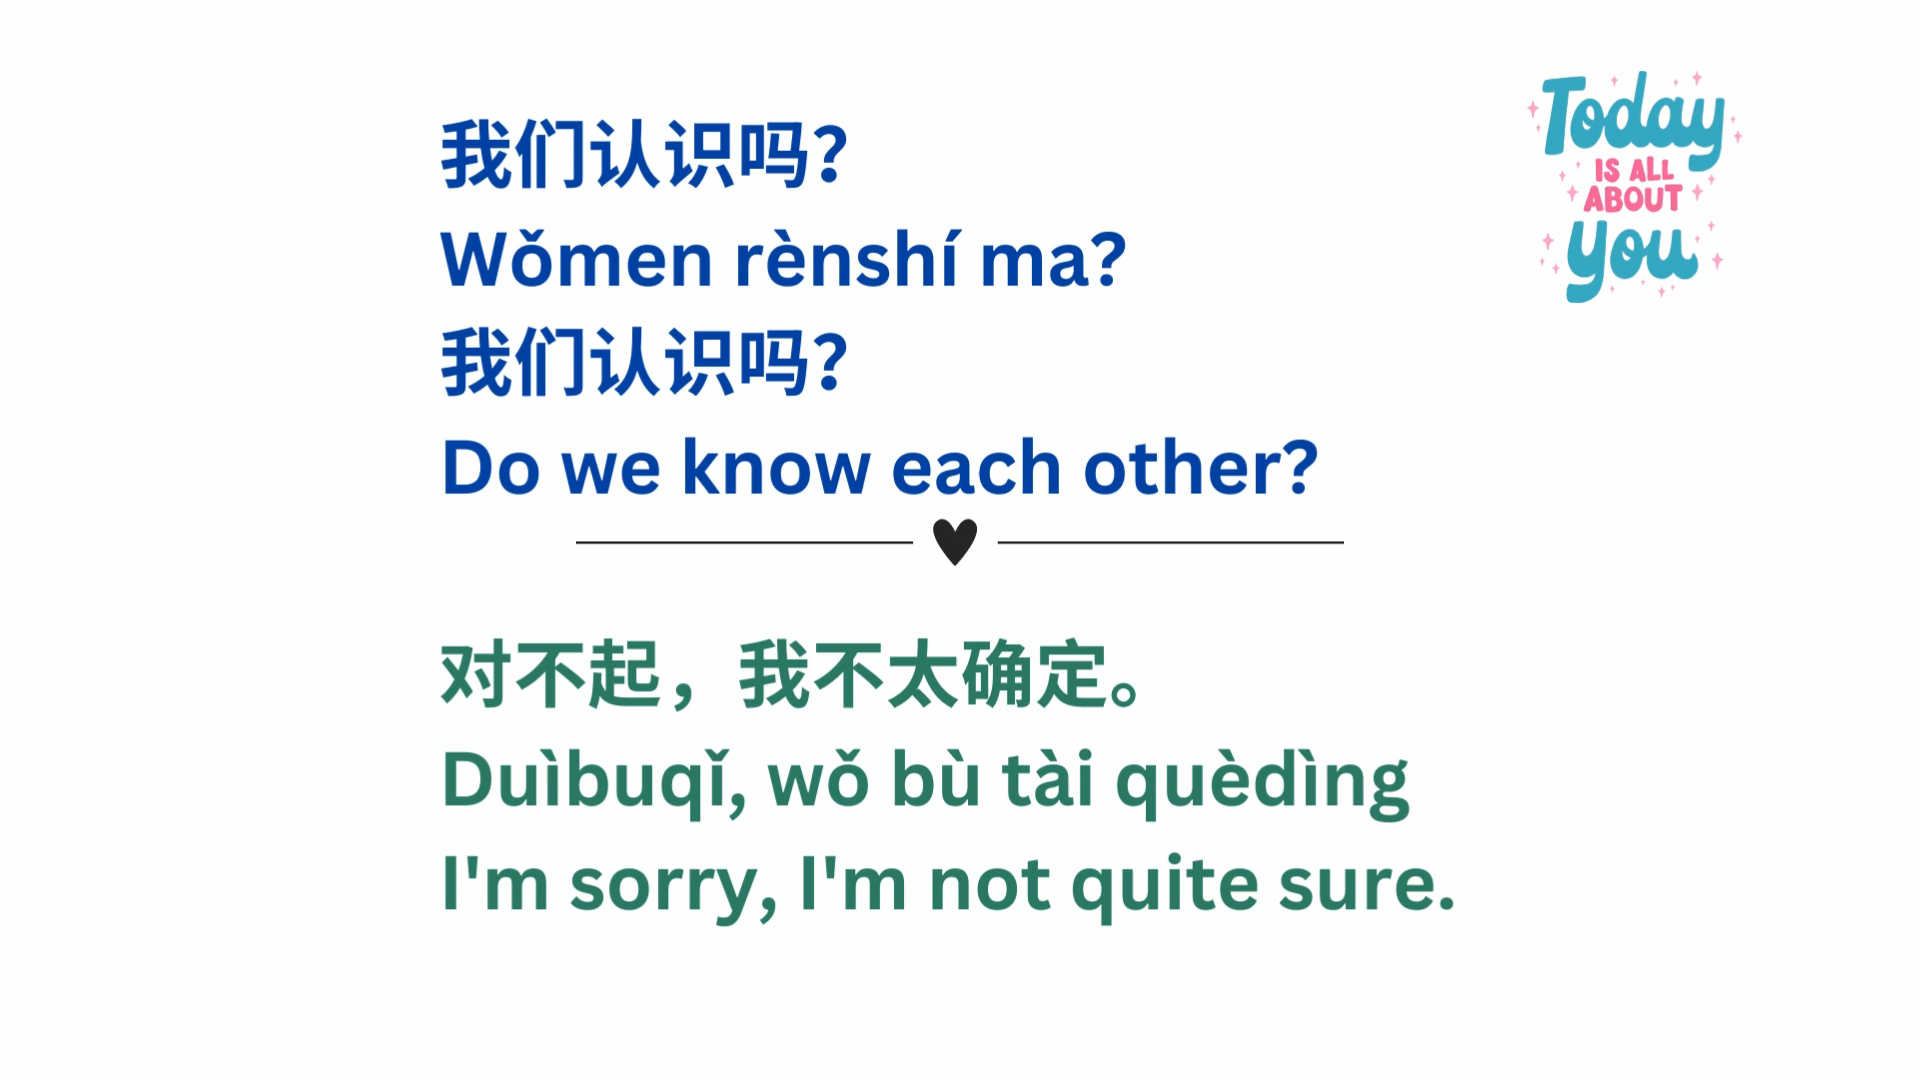 我们认识吗？
Wǒmen rènshí ma?
我们认识吗？
Do we know each other?
对不起，我不太确定。
Duìbuqǐ, wǒ bù tài quèdìng
I'm sorry, I'm not quite sure.
Today
IS ALL
ABOUT
you